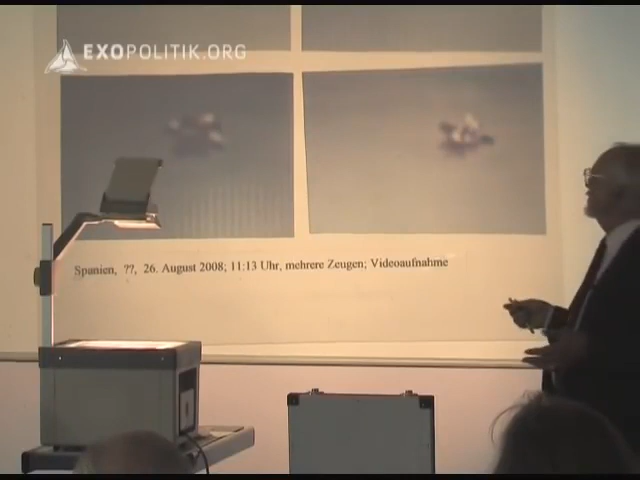 EXOPOLITIK.ORG
Spanien, ??, 26. August 2008; 11:13 Uhr, mehrere Zeugen; Videoaufnahme